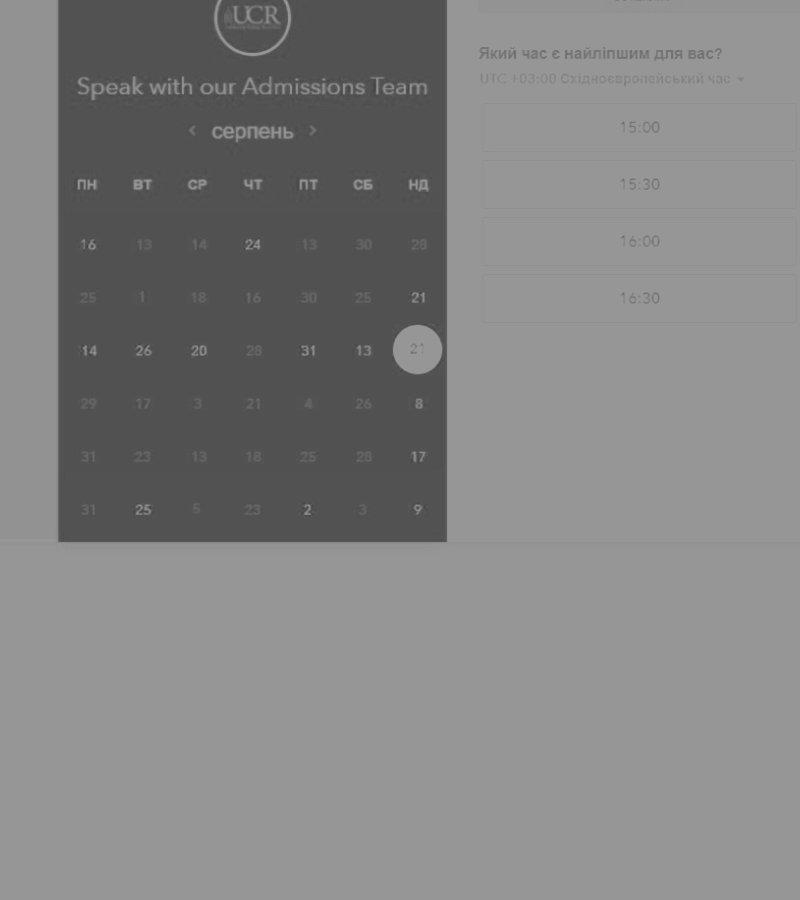 UCR
Speak with our Admissions Team
серпень
ПН ВТ СР ЧТ ПТ СБ НД
16 13 14 24 13 30 28
25 1 18 16 30 25 21
14 26 20 28 31 13 21
29 17 3 21 4 26 8
31 23 13 18 25 28 17
31 25 5 23 2 3 9
Який час є найліпшим для вас?
UTC +03:00 Східноєвропейський час
15:00
15:30
16:00
16:30